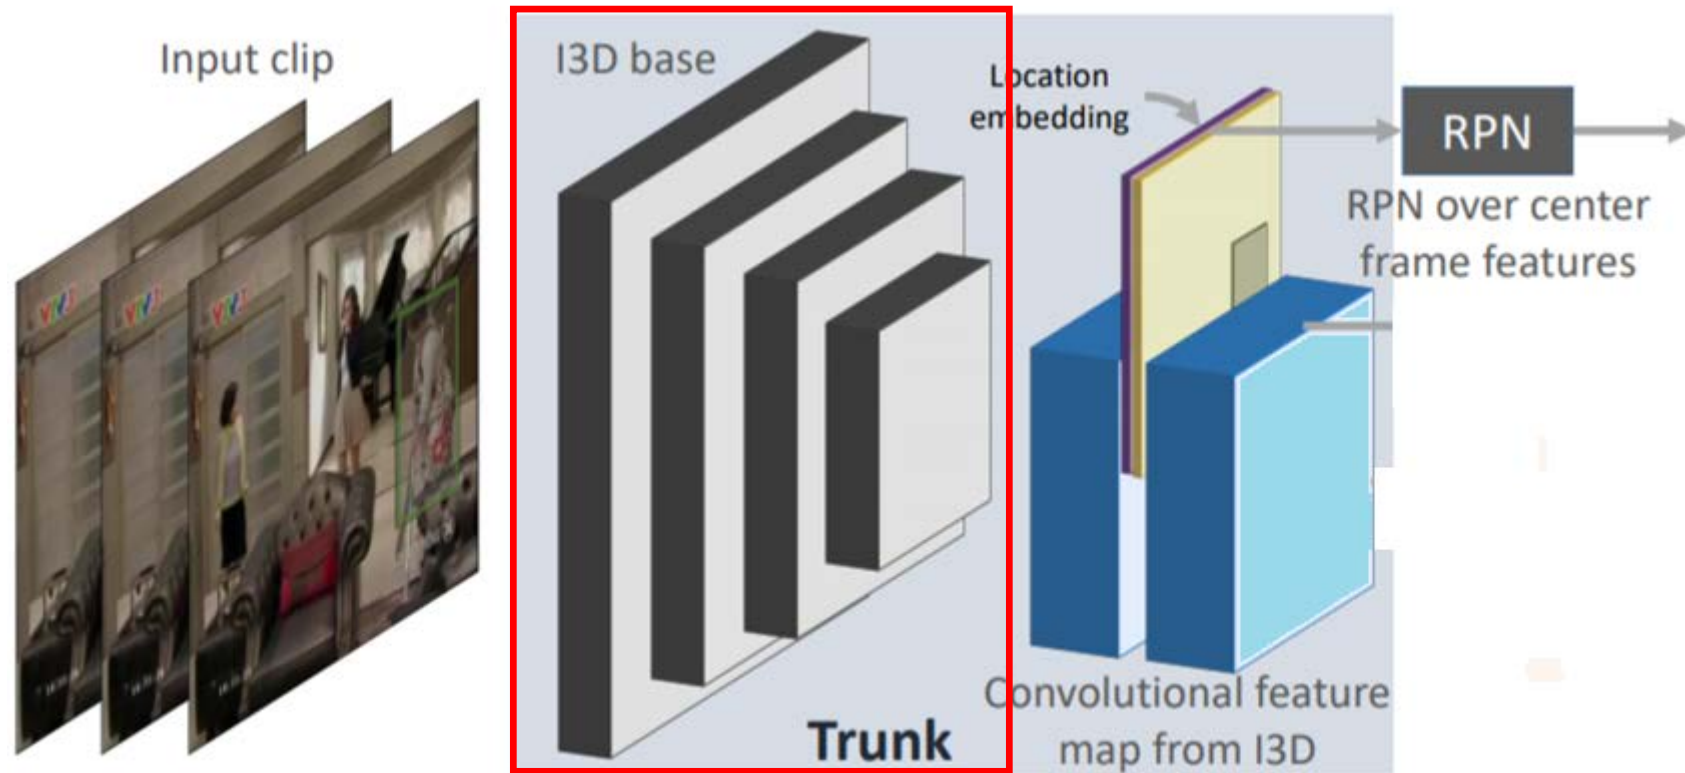 Input clip
I3D base
Location
embedding
RPN
RPN over center
frame features
Convolutional feature
map from I3D
Trunk